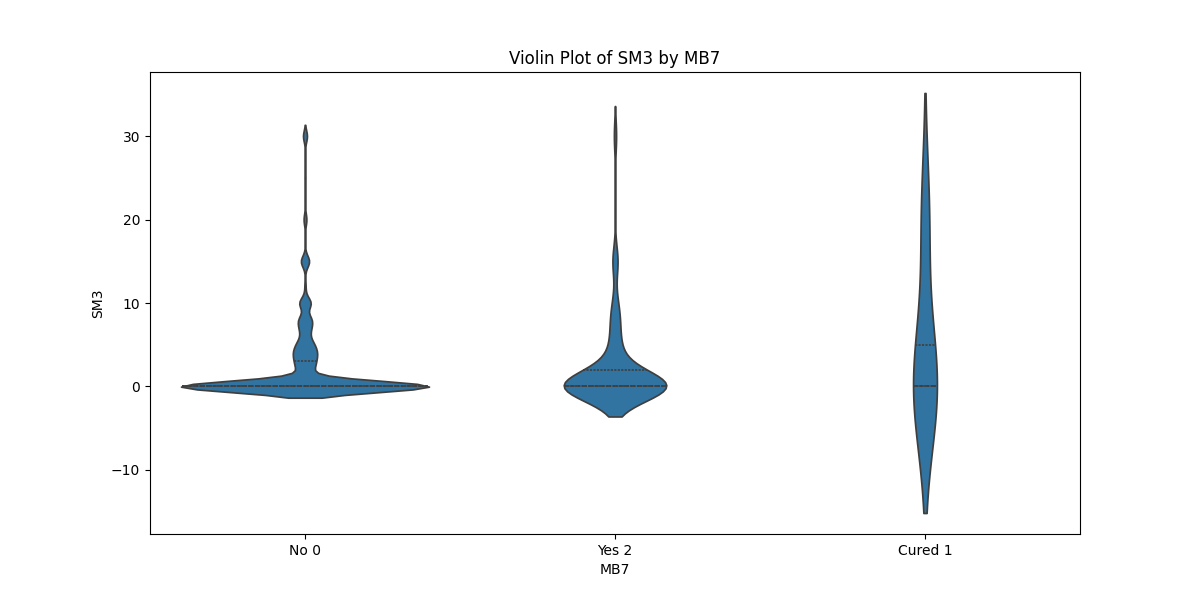 Violin Plot of SM3 by MB7
30
20
10
0
−10
SM3
No 0
Yes 2
Cured 1
MB7